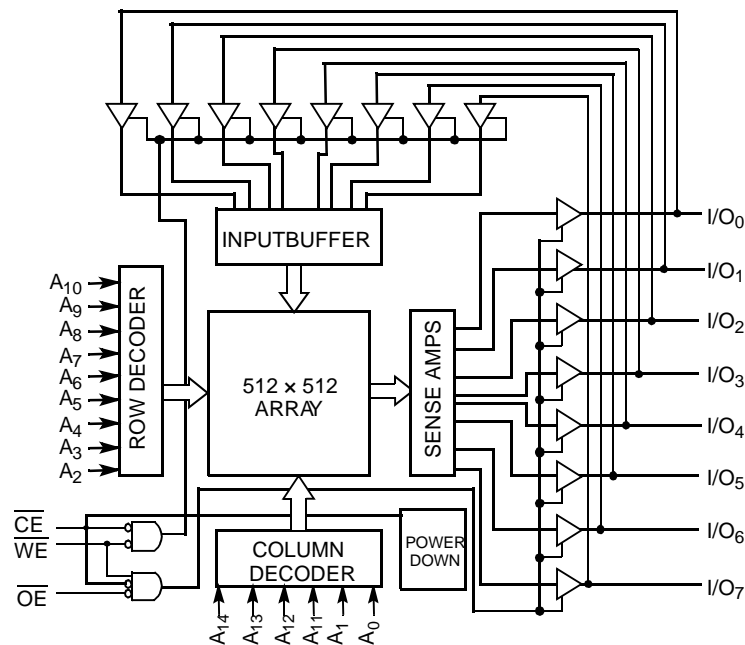 INPUTBUFFER
I/O0
I/O1
I/O2
I/O3
I/O4
I/O5
I/O6
I/O7
A10
A9
A8
A7
A6
A5
A4
A3
A2
ROW DECODER
512 × 512
ARRAY
SENSE AMPS
CE
WE
OE
COLUMN
DECODER
POWER
DOWN
A14
A13
A12
A11
A1
A0